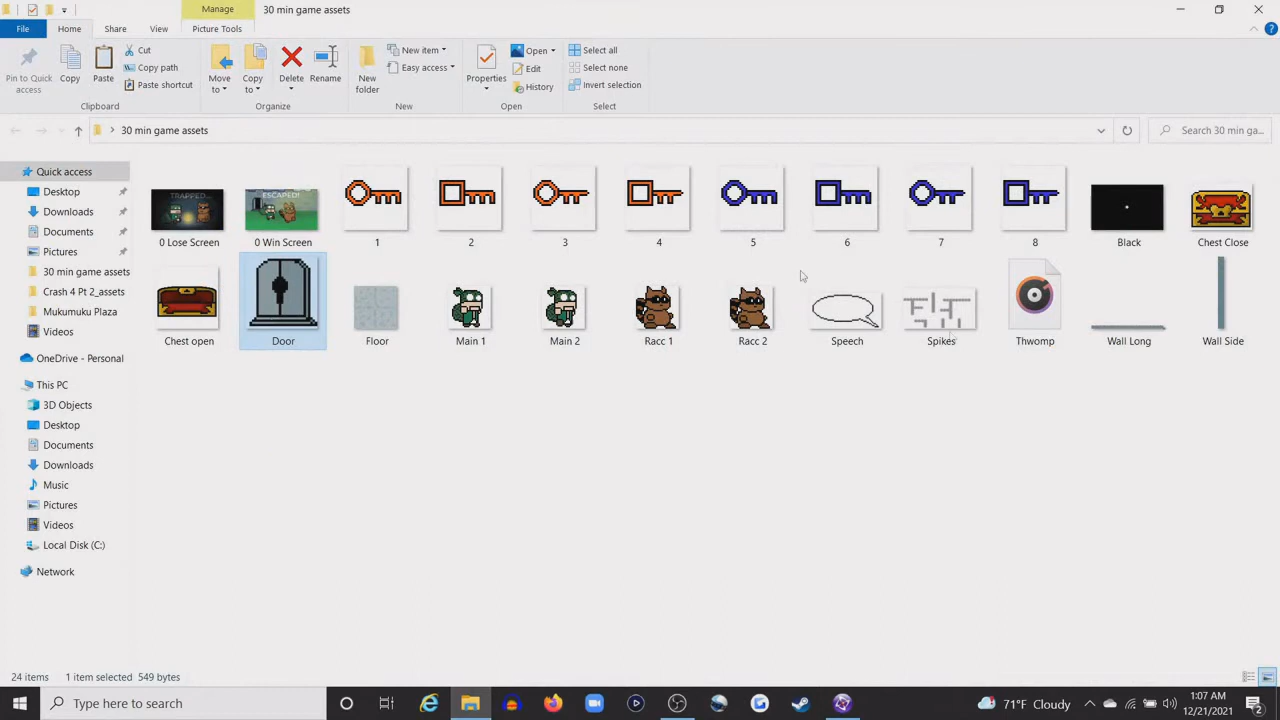 Manage
30 min game assets
File
Home
Share
View
Picture Tools
Pin to Quick access
Copy
Paste
Cut
Copy path
Paste shortcut
Move to
Copy to
Delete
Rename
New folder
New item
Easy access
Properties
Open
Edit
History
Select all
Select none
Invert selection
Clipboard
Organize
New
Open
Select
30 min game assets
Search 30 min ga...
Quick access
Desktop
Downloads
Documents
Pictures
30 min game assets
Crash 4 Pt 2_assets
Mukumuku Plaza
Videos
OneDrive - Personal
This PC
3D Objects
Desktop
Documents
Downloads
Music
Pictures
Videos
Local Disk (C:)
Network
TRAPPED...
ESCAPED!
0 Lose Screen
0 Win Screen
1
2
3
4
5
6
7
8
Black
Chest Close
Chest open
Door
Floor
Main 1
Main 2
Racc 1
Racc 2
Speech
Spikes
Thwomp
Wall Long
Wall Side
24 items
1 item selected 549 bytes
Type here to search
71°F Cloudy
1:07 AM
12/21/2021
2